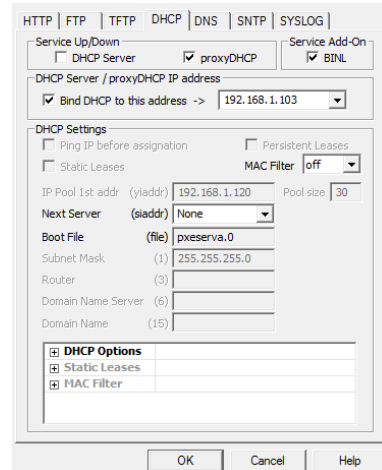 HTTP | FTP | TFTP DHCP | DNS | SNTP | SYSLOG |
Service Up/Down
Service Add-On
DHCP Server
proxyDHCP
BINL
DHCP Server / proxyDHCP IP address
Bind DHCP to this address -> 192.168.1.103
DHCP Settings
Ping IP before assignation
Persistent Leases
Static Leases
MAC Filter off
IP Pool 1st addr (yiaddr) 192.168.1.120 Pool size 30
Next Server (siaddr) None
Boot File (file) pxeserva.0
Subnet Mask (1) 255.255.255.0
Router (3)
Domain Name Server (6)
Domain Name (15)
DHCP Options
Static Leases
MAC Filter
OK Cancel Help